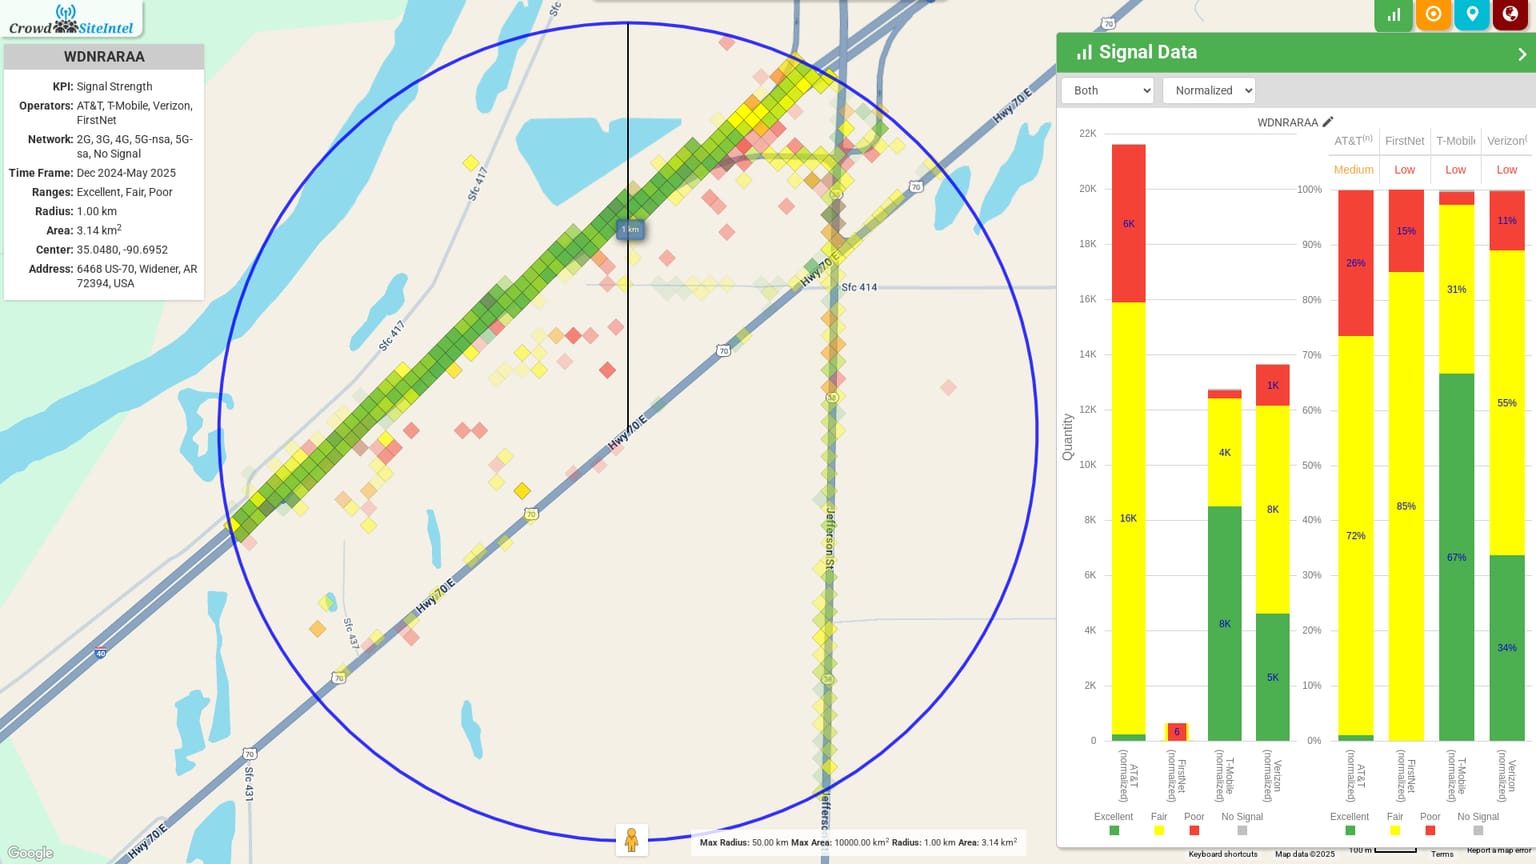 Crowd SiteIntel
WDNRARAA
KPI: Signal Strength
Operators: AT&T, T-Mobile, Verizon,
FirstNet
Network: 2G, 3G, 4G, 5G-nsa, 5G-
sa, No Signal
Time Frame: Dec 2024-May 2025
Ranges: Excellent, Fair, Poor
Radius: 1.00 km
Area: 3.14 km²
Center: 35.0480, -90.6952
Address: 6468 US-70, Widener, AR
72394, USA
Sfc
Sfc 417
Sfc 417
1 km
70
Hwy 70 E
70
38
Hwy 70 E
Sfc 414
70
38
Hwy 70 E
Jefferson St
70
Hwy 70 E
Sfc 437
40
70
38
70
Sfc 431
Hwy 70 E
Google
Max Radius: 50.00 km Max Area: 10000.00 km² Radius: 1.00 km Area: 3.14 km²
Signal Data
Both
Normalized
WDNRARAA
Quantity
22K
20K
18K
16K
14K
12K
10K
8K
6K
4K
2K
0
6K
16K
6
4K
8K
1K
8K
5K
AT&T
(normalized)
FirstNet
(normalized)
T-Mobile
(normalized)
Verizon
(normalized)
Excellent
Fair
Poor
No Signal
AT&T(n)
FirstNet
T-Mobile
Verizon(
Medium
Low
Low
Low
100%
90%
80%
70%
60%
50%
40%
30%
20%
10%
0%
26%
72%
15%
85%
31%
67%
11%
55%
34%
AT&T
(normalized)
FirstNet
(normalized)
T-Mobile
(normalized)
Verizon
(normalized)
Excellent
Fair
Poor
No Signal
Keyboard shortcuts
Map data ©2025
100 m
Terms
Report a map error